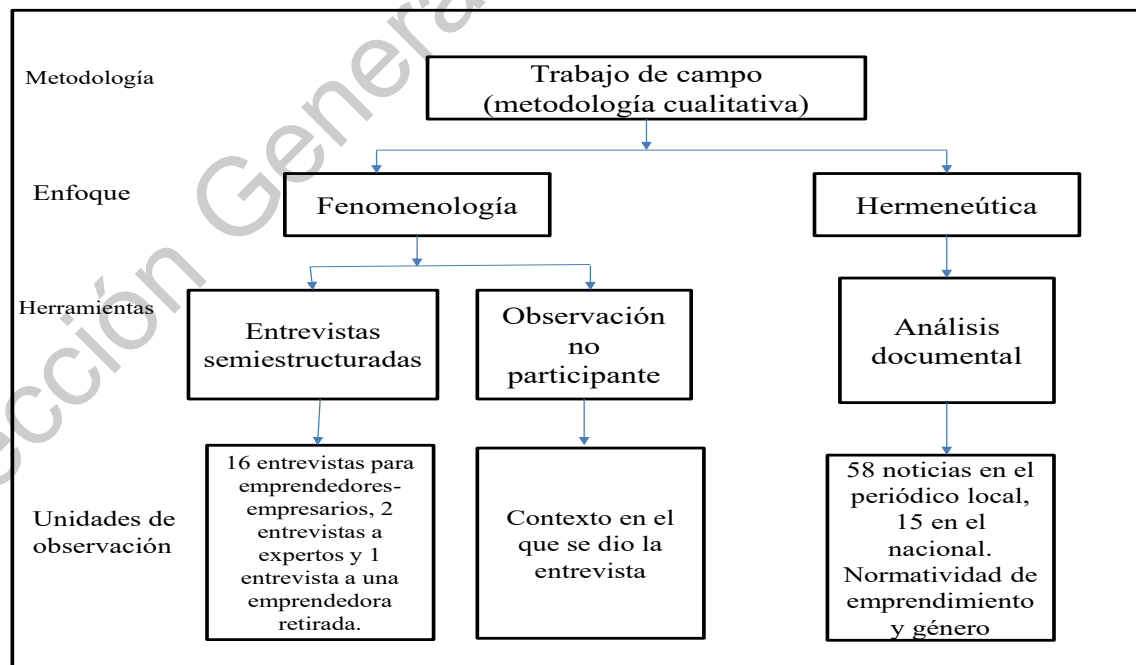 Metodología
Trabajo de campo
(metodología cualitativa)
Enfoque
Fenomenología
Hermeneútica
Herramientas
Entrevistas
semiestructuradas
Observación
no
participante
Análisis
documental
Unidades de
observación
16 entrevistas para
emprendedores-
empresarios, 2
entrevistas a
expertos y 1
entrevista a una
emprendedora
retirada.
Contexto en el
que se dio la
entrevista
58 noticias en el
periódico local,
15 en el
nacional.
Normatividad de
emprendimiento
y género